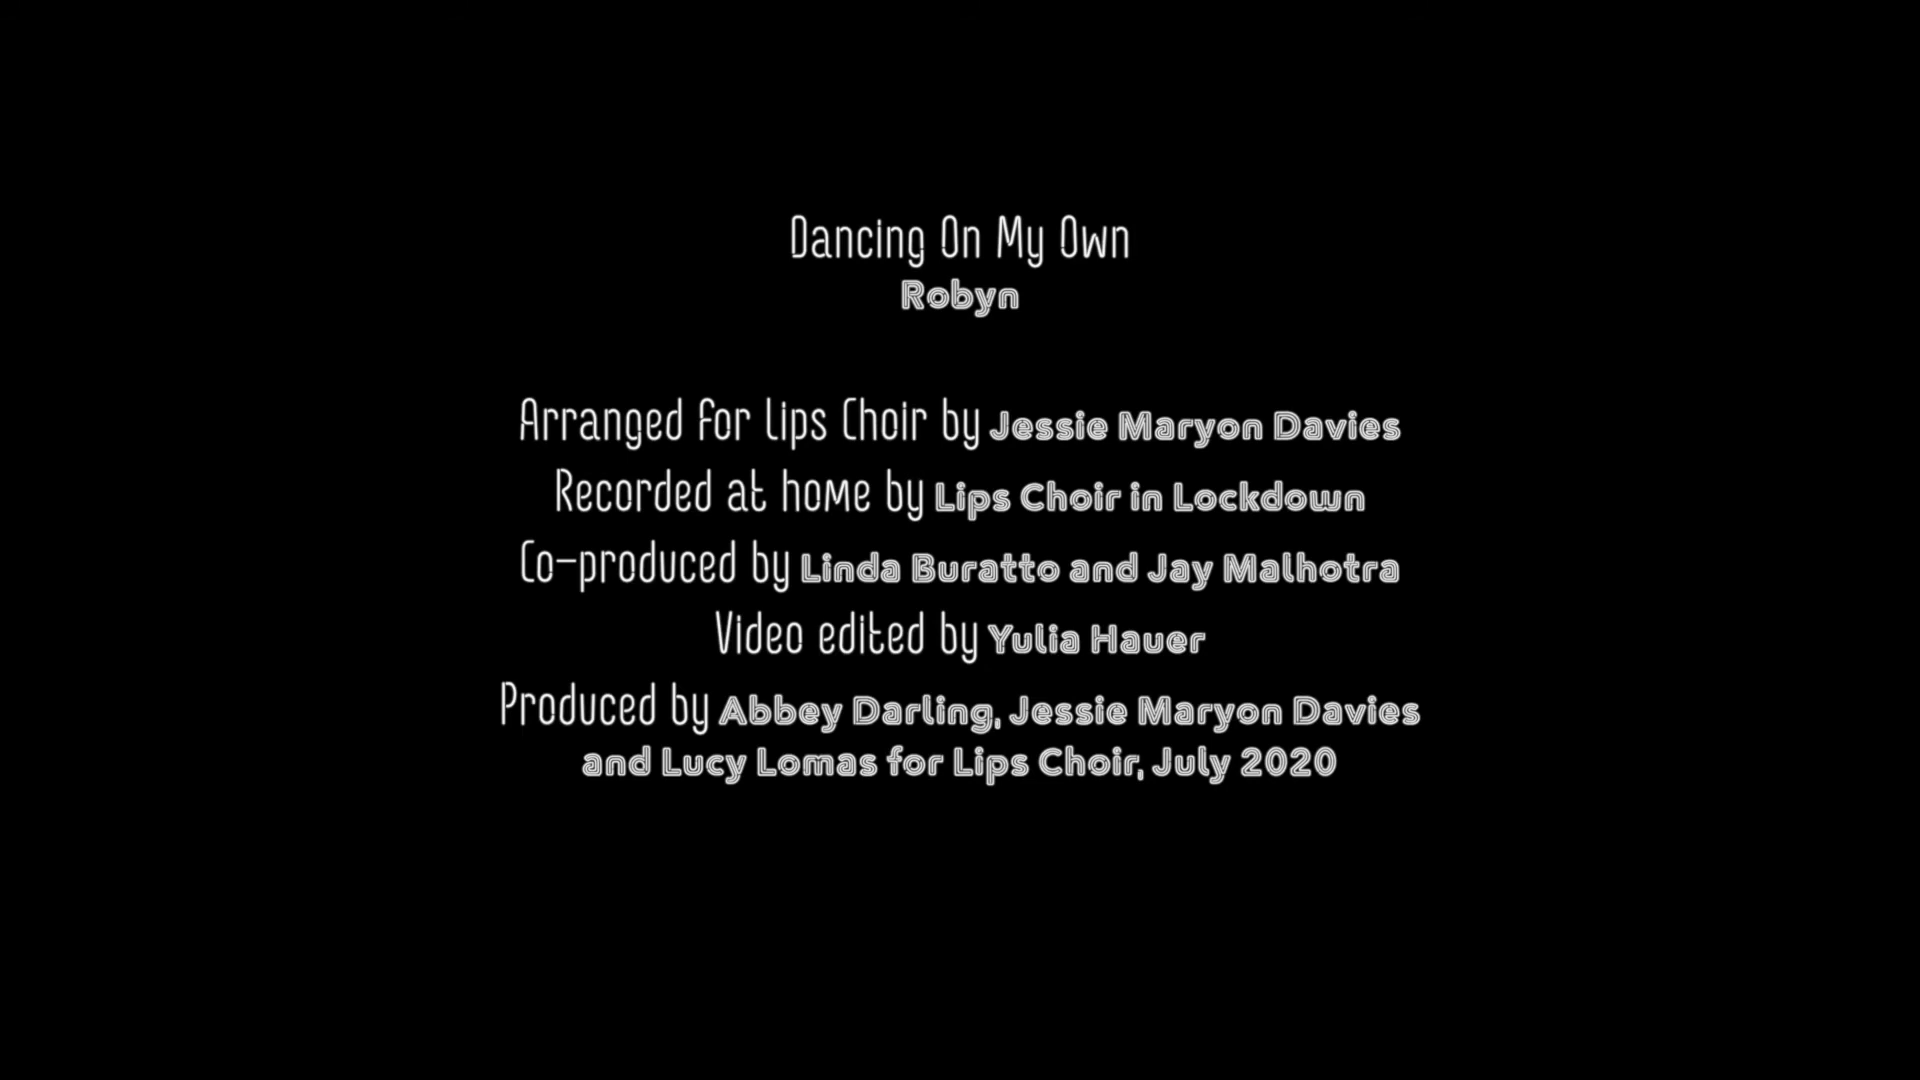 Dancing On My Own
Robyn
Arranged for Lips Choir by Jessie Maryon Davies
Recorded at home by Lips Choir in Lockdown
Co-produced by Linda Buratto and Jay Malhotra
Video edited by Yulia Hauer
Produced by Abbey Darling, Jessie Maryon Davies
and Lucy Lomas for Lips Choir, July 2020